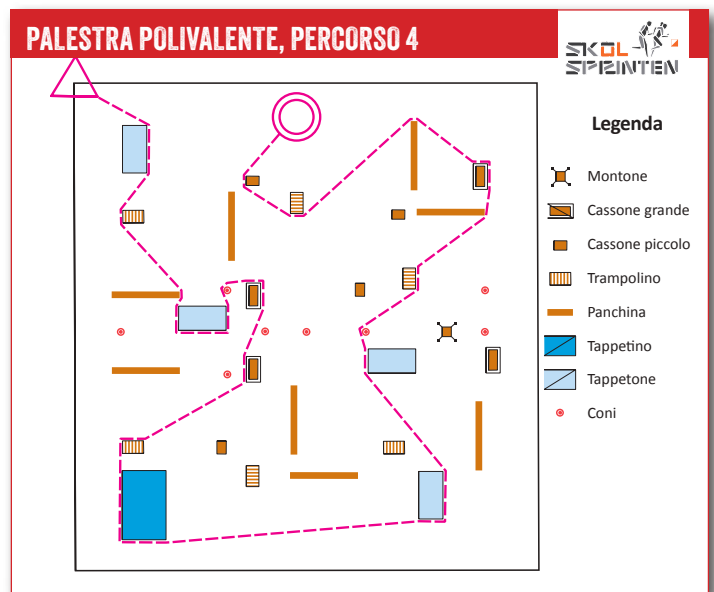 PALESTRA POLIVALENTE, PERCORSO 4
SKOL
SPRINTEN
Legenda
Montone
Cassone grande
Cassone piccolo
Trampolino
Panchina
Tappetino
Tappetone
Coni